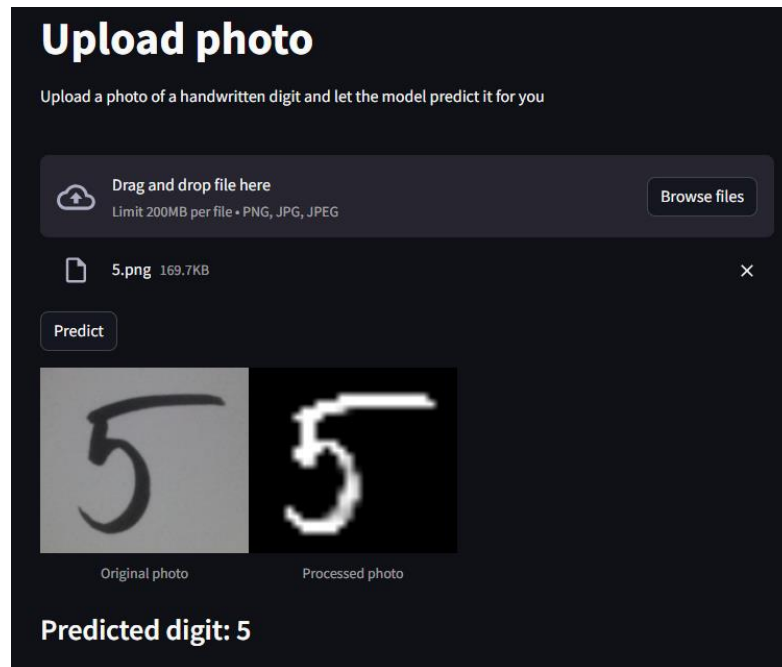 Upload photo
Upload a photo of a handwritten digit and let the model predict it for you
Drag and drop file here
Limit 200MB per file • PNG, JPG, JPEG
Browse files
5.png 169.7KB
Predict
5 5
Original photo Processed photo
Predicted digit: 5